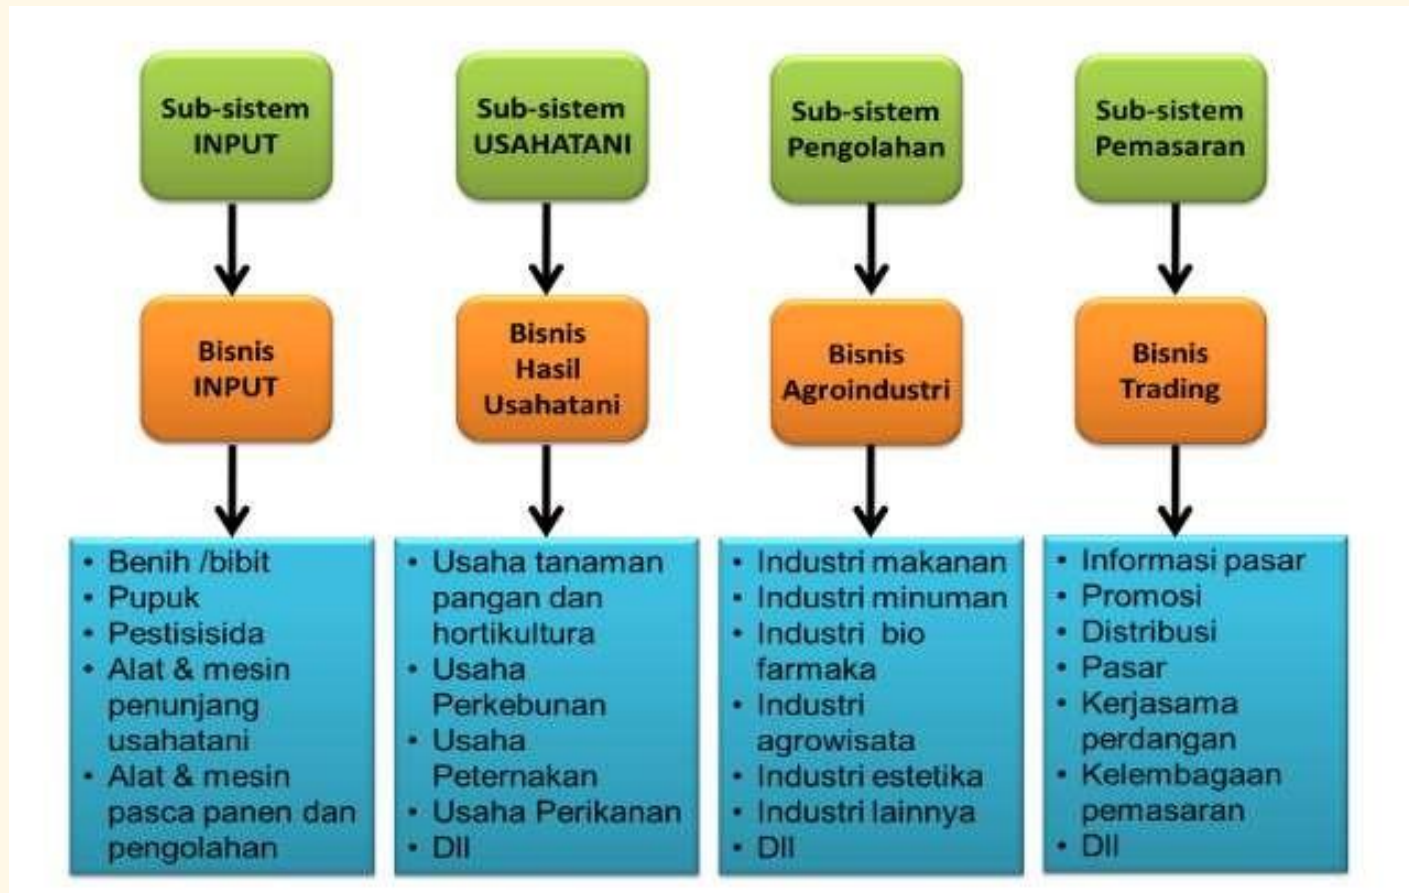 Sub-sistem
INPUT
Sub-sistem
USAHATANI
Sub-sistem
Pengolahan
Sub-sistem
Pemasaran
Bisnis
INPUT
Bisnis
Hasil
Usahatani
Bisnis
Agroindustri
Bisnis
Trading
• Benih /bibit
• Pupuk
• Pestisisida
• Alat & mesin
penunjang
usahatani
• Alat & mesin
pasca panen dan
pengolahan
• Usaha tanaman
pangan dan
hortikultura
• Usaha
Perkebunan
• Usaha
Peternakan
• Usaha Perikanan
• Dll
• Industri makanan
• Industri minuman
• Industri bio
farmaka
• Industri
agrowisata
• Industri estetika
• Industri lainnya
• Dll
• Informasi pasar
• Promosi
• Distribusi
• Pasar
• Kerjasama
perdangan
• Kelembagaan
pemasaran
• Dll